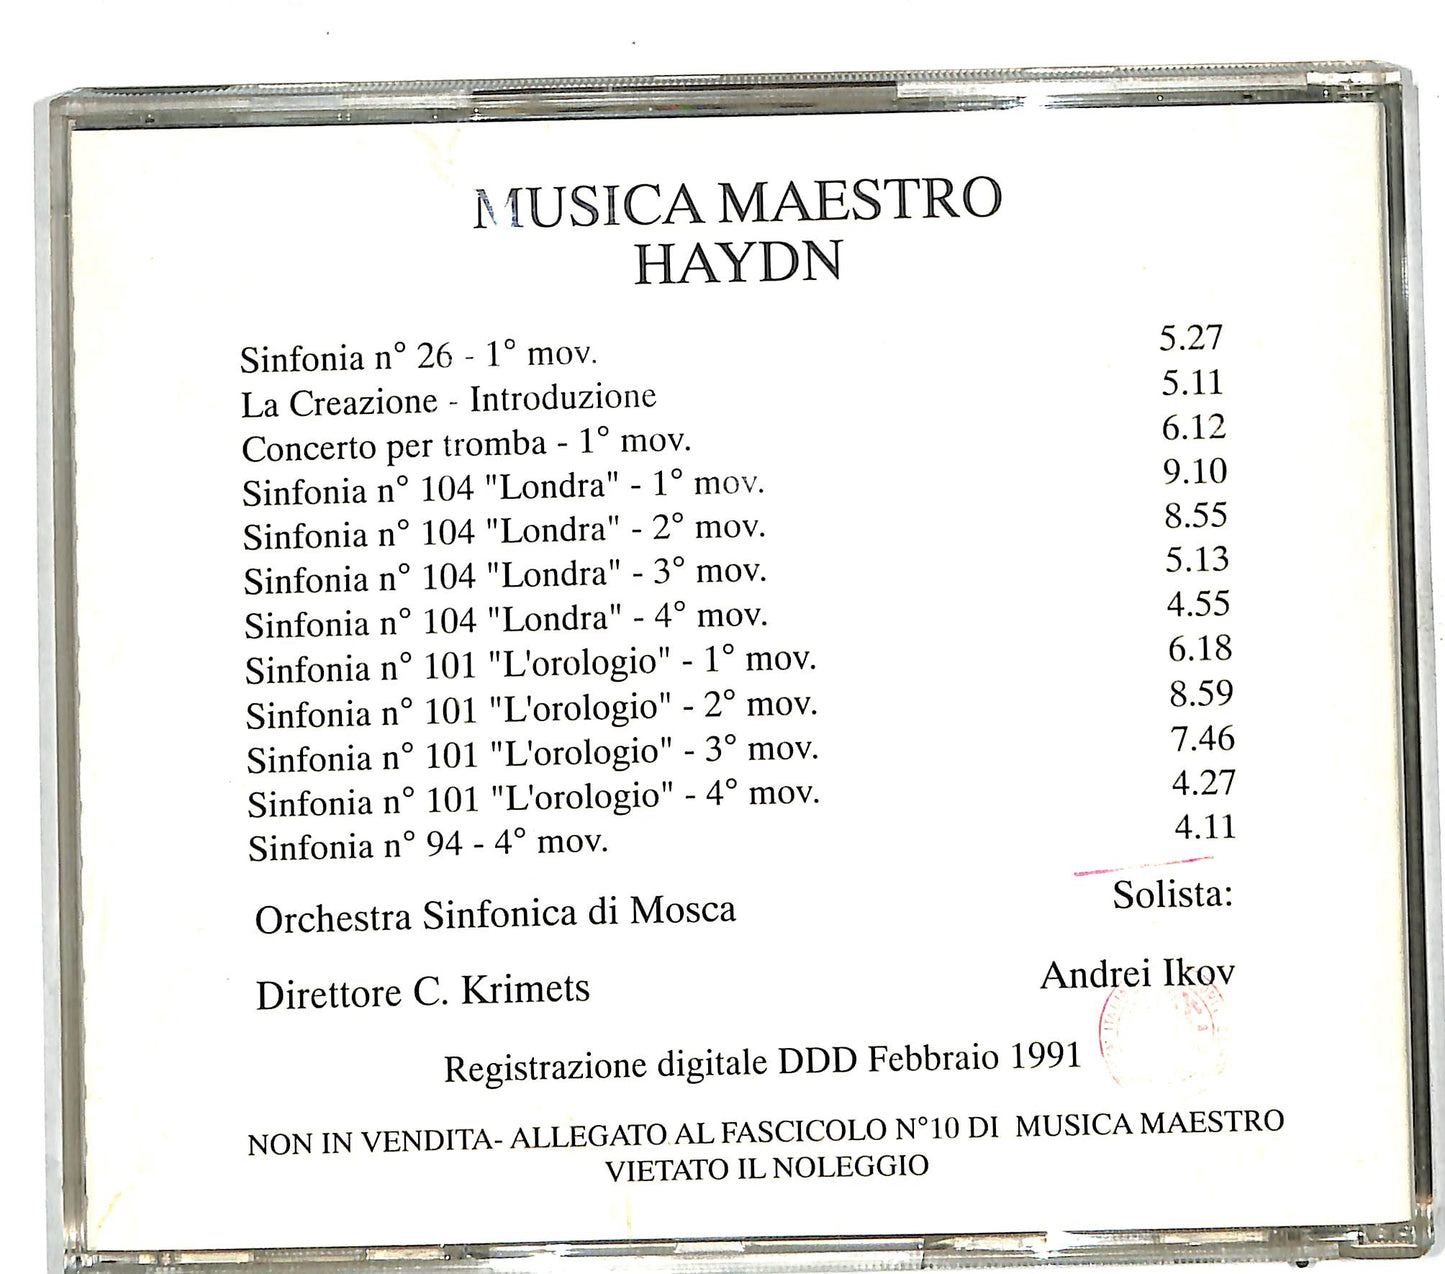 MUSICA MAESTRO
HAYDN
Sinfonia n° 26 - 1° mov. 5.27
La Creazione - Introduzione 5.11
Concerto per tromba - 1° mov. 6.12
Sinfonia n° 104 "Londra" - 1° mov. 9.10
Sinfonia n° 104 "Londra" - 2° mov. 8.55
Sinfonia n° 104 "Londra" - 3° mov. 5.13
Sinfonia n° 104 "Londra" - 4° mov. 4.55
Sinfonia n° 101 "L'orologio" - 1° mov. 6.18
Sinfonia n° 101 "L'orologio" - 2° mov. 8.59
Sinfonia n° 101 "L'orologio" - 3° mov. 7.46
Sinfonia n° 101 "L'orologio" - 4° mov. 4.27
Sinfonia n° 94 - 4° mov. 4.11
Orchestra Sinfonica di Mosca Solista:
Direttore C. Krimets Andrei Ikov
Registrazione digitale DDD Febbraio 1991
NON IN VENDITA- ALLEGATO AL FASCICOLO N°10 DI MUSICA MAESTRO
VIETATO IL NOLEGGIO